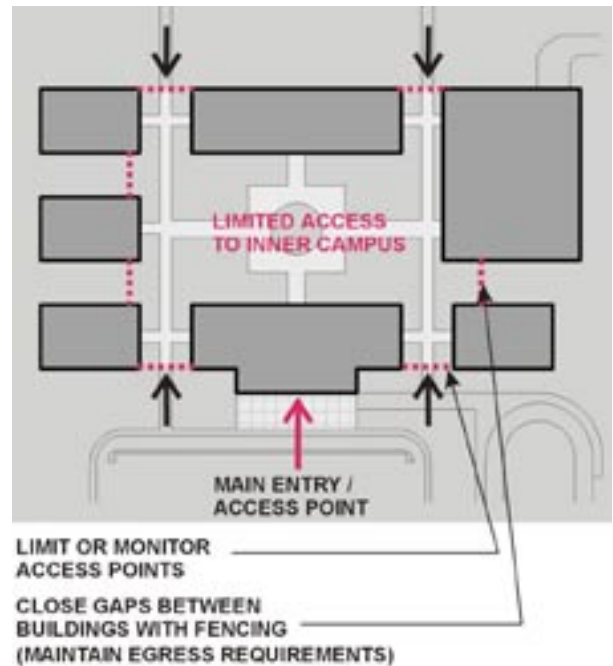 LIMITED ACCESS
TO INNER CAMPUS
MAIN ENTRY /
ACCESS POINT
LIMIT OR MONITOR
ACCESS POINTS
CLOSE GAPS BETWEEN
BUILDINGS WITH FENCING
(MAINTAIN EGRESS REQUIREMENTS)